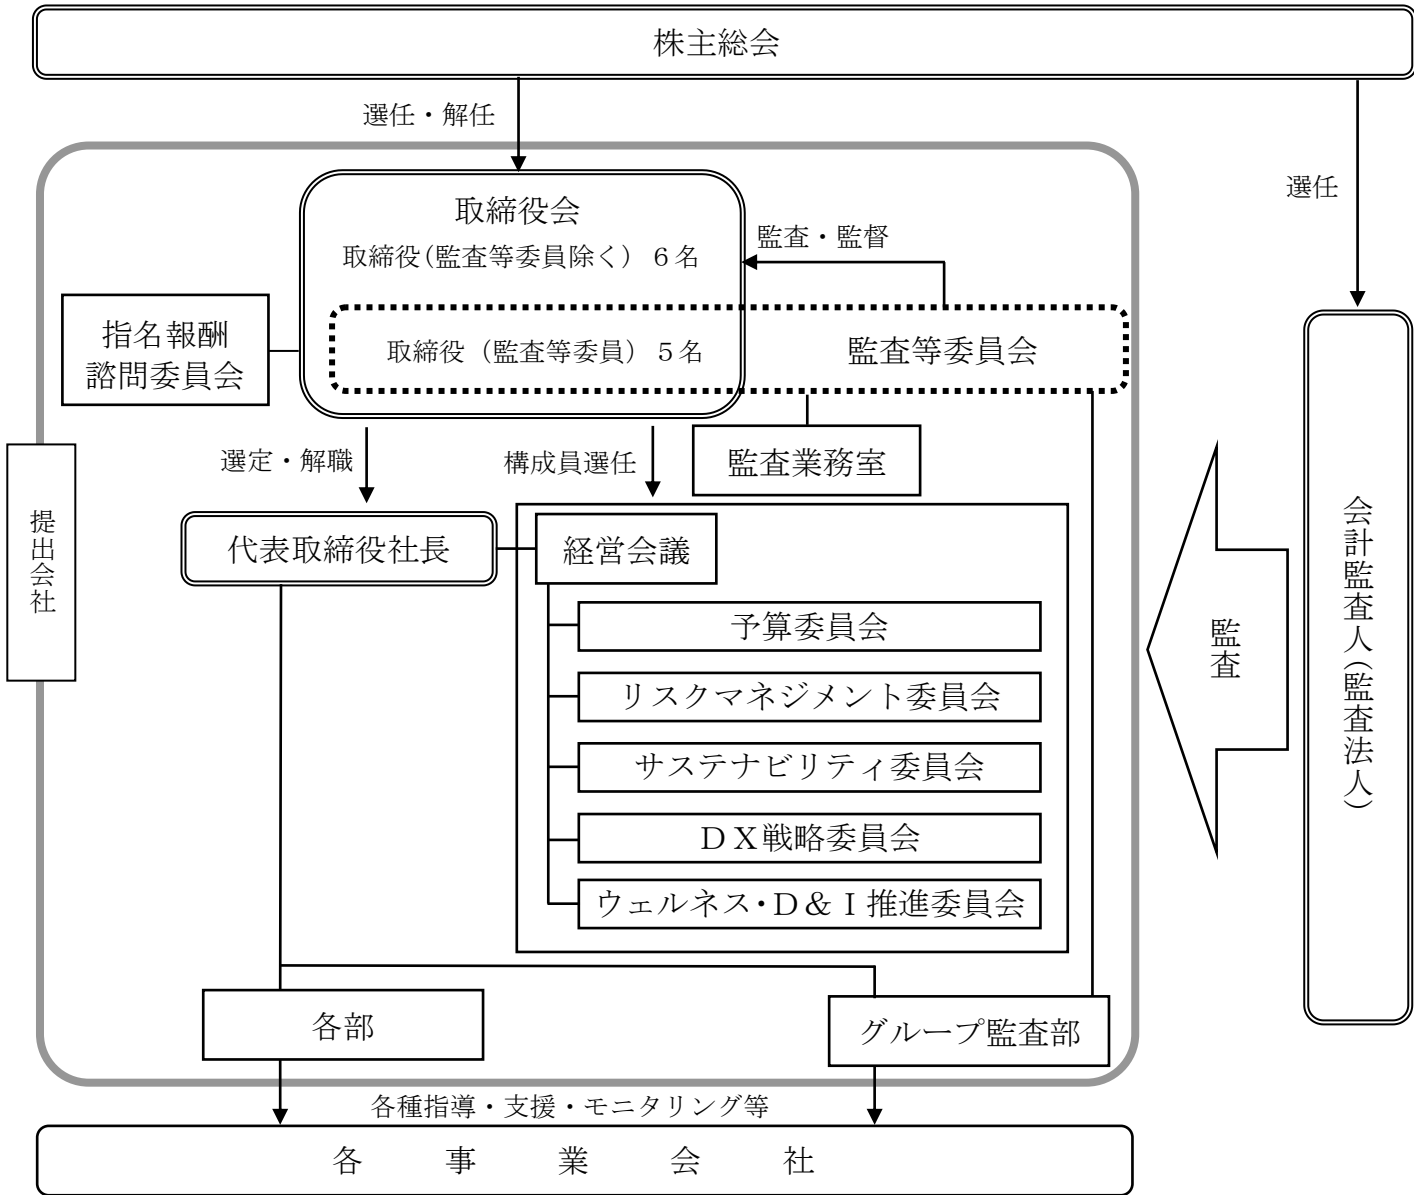 株主総会
選任・解任
選任
取締役会
取締役(監査等委員除く) 6名
監査・監督
指名報酬
諮問委員会
取締役(監査等委員) 5名
監査等委員会
選定・解職
構成員選任
監査業務室
提出会社
代表取締役社長
経営会議
予算委員会
リスクマネジメント委員会
サステナビリティ委員会
DX戦略委員会
ウェルネス・D&I推進委員会
監査
会計監査人(監査法人)
各部
グループ監査部
各種指導・支援・モニタリング等
各事業会社